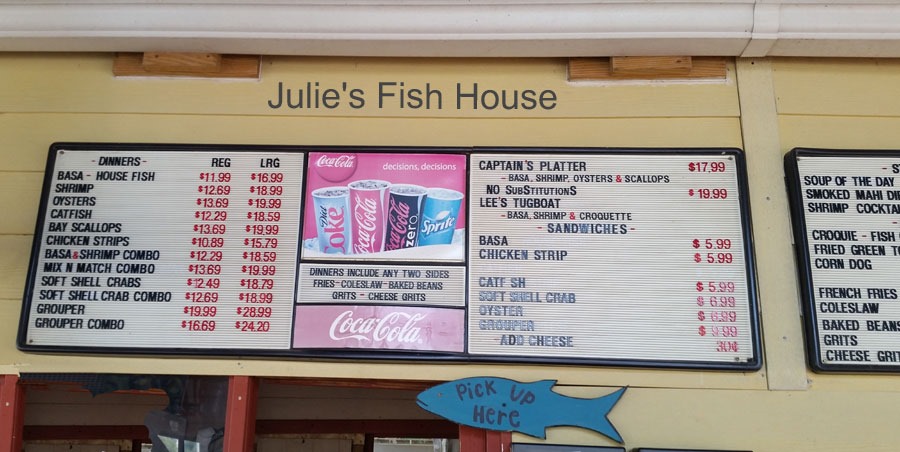 Julie's Fish House
- DINNERS - REG LRG
BASA - HOUSE FISH $11.99 $16.99
SHRIMP $12.69 $18.99
OYSTERS $13.69 $19.99
CATFISH $12.29 $18.59
BAY SCALLOPS $13.69 $19.99
CHICKEN STRIPS $10.89 $15.79
BASA & SHRIMP COMBO $12.29 $18.59
MIX N MATCH COMBO $13.69 $19.99
SOFT SHELL CRABS $12.49 $18.79
SOFT SHELL CRAB COMBO $12.69 $18.99
GROUPER $19.99 $28.99
GROUPER COMBO $16.69 $24.20
Coca-Cola
decisions, decisions
Diet Coke
Coca-Cola
Coca-Cola zero
Sprite
DINNERS INCLUDE ANY TWO SIDES
FRIES - COLESLAW - BAKED BEANS
GRITS - CHEESE GRITS
Coca-Cola
CAPTAIN'S PLATTER $17.99
- BASA, SHRIMP, OYSTERS & SCALLOPS
NO SubStitutionS
LEE'S TUGBOAT $19.99
- BASA, SHRIMP & CROQUETTE
- SANDWICHES -
BASA $5.99
CHICKEN STRIP $5.99
CATF SH $5.99
SOFT SHELL CRAB $6.99
OYSTER $6.99
GROUPER $9.99
- ADD CHEESE 30¢
SOUP OF THE DAY
SMOKED MAHI DI
SHRIMP COCKTA
CROQUIE - FISH
FRIED GREEN TO
CORN DOG
FRENCH FRIES
COLESLAW
BAKED BEANS
GRITS
CHEESE GRIT
Pick Up
Here